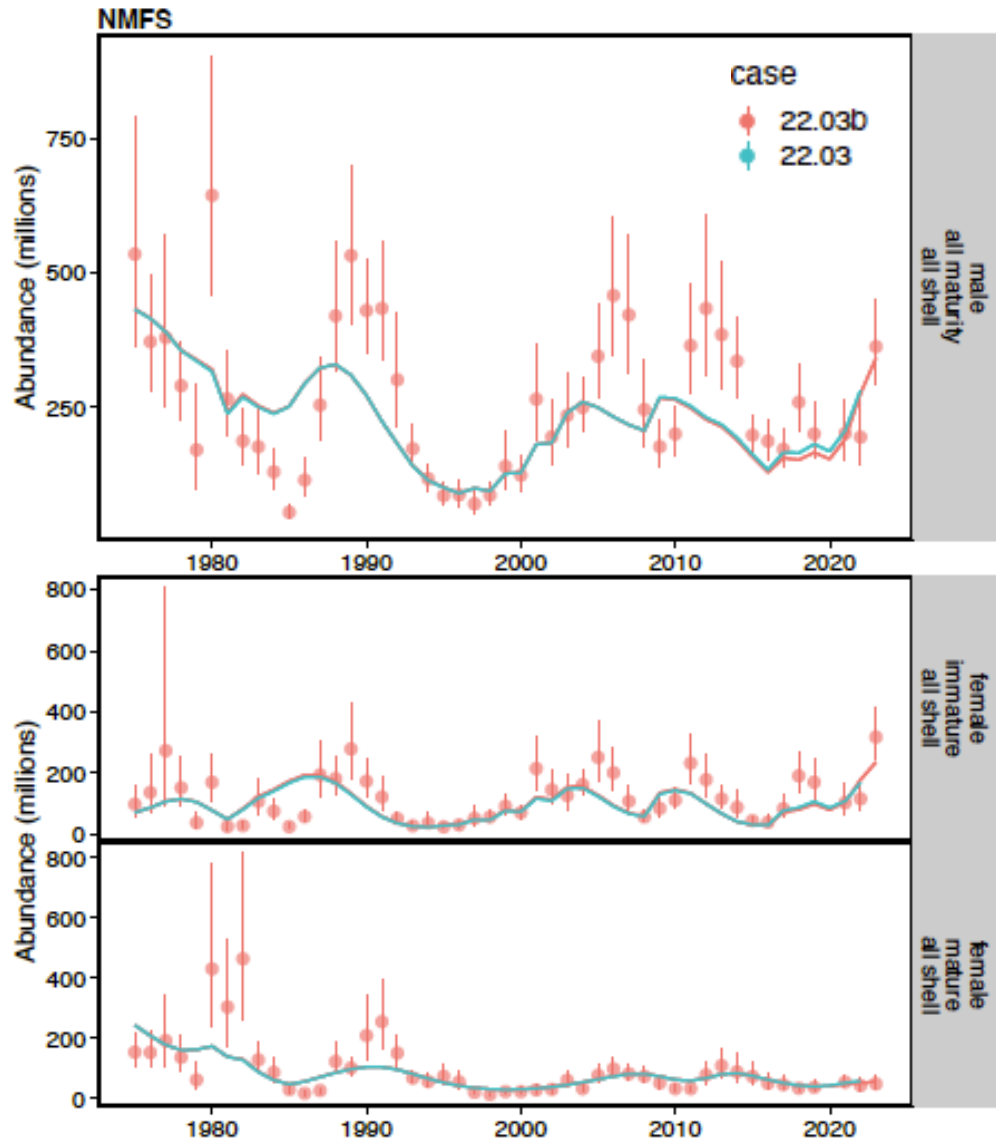 NMFS
case
22.03b
22.03
Abundance (millions)
750
500
250
male
all maturity
all shell
1980
1990
2000
2010
2020
Abundance (millions)
800
600
400
200
0
female
immature
all shell
800
600
400
200
0
female
mature
all shell
1980
1990
2000
2010
2020